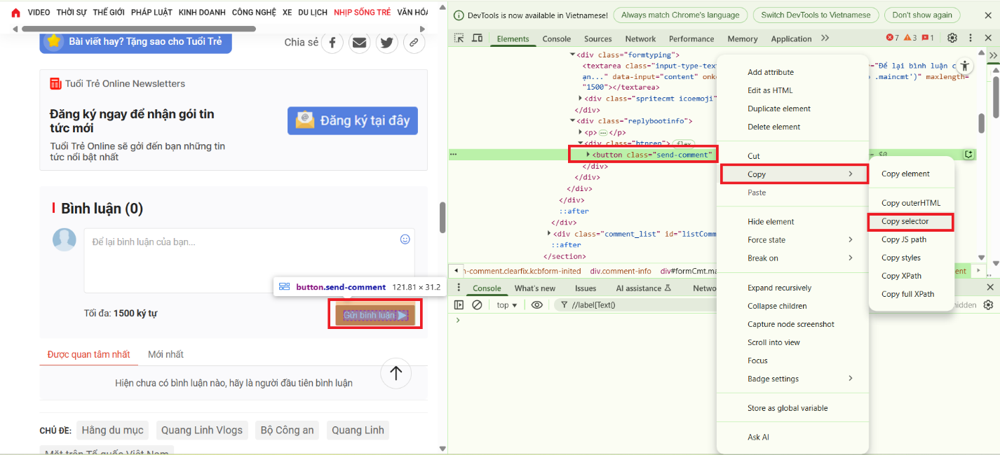 VIDEO THỜI SỰ THẾ GIỚI PHÁP LUẬT KINH DOANH CÔNG NGHỆ XE DU LỊCH NHỊP SỐNG TRẺ VĂN HÓA
Bài viết hay? Tặng sao cho Tuổi Trẻ
Chia sẻ
Tuổi Trẻ Online Newsletters
Đăng ký ngay để nhận gói tin
tức mới
Đăng ký tại đây
Tuổi Trẻ Online sẽ gởi đến bạn những tin
tức nổi bật nhất
Bình luận (0)
Để lại bình luận của bạn...
button.send-comment 121.81 × 31.2
Tối đa: 1500 ký tự
Gửi bình luận
Được quan tâm nhất Mới nhất
Hiện chưa có bình luận nào, hãy là người đầu tiên bình luận
CHỦ ĐỀ: Hằng du mục Quang Linh Vlogs Bộ Công an Quang Linh
Mặt trận Tổ quốc Việt Nam
DevTools is now available in Vietnamese! Always match Chrome's language Switch DevTools to Vietnamese Don't show again
Elements Console Sources Network Performance Memory Application 7 3 1
<div class="formtyping">
<textarea class="input-type-tex ="Để lại bình luận c
ạn..." data-input="content" onk .maincmt')" maxlength=
"1500"></textarea>
<div class="spritecmt icoemoji"
</div>
<div class="replybootinfo">
<p>…</p>
<div class="btnrep"> flex
<button class="send-comment" = $0
</div>
</div>
</div>
</div>
::after
</div>
<div class="comment_list" id="listComm
::after
</section>
n-comment.clearfix.kcbform-inited div.comment-info div#formCmt.ma ent
Console What's new Issues AI assistance Netwo
top //label[Text() hidden
Add attribute
Edit as HTML
Duplicate element
Delete element
Cut
Copy
Paste
Hide element
Force state
Break on
Expand recursively
Collapse children
Capture node screenshot
Scroll into view
Focus
Badge settings
Store as global variable
Ask AI
Copy element
Copy outerHTML
Copy selector
Copy JS path
Copy styles
Copy XPath
Copy full XPath